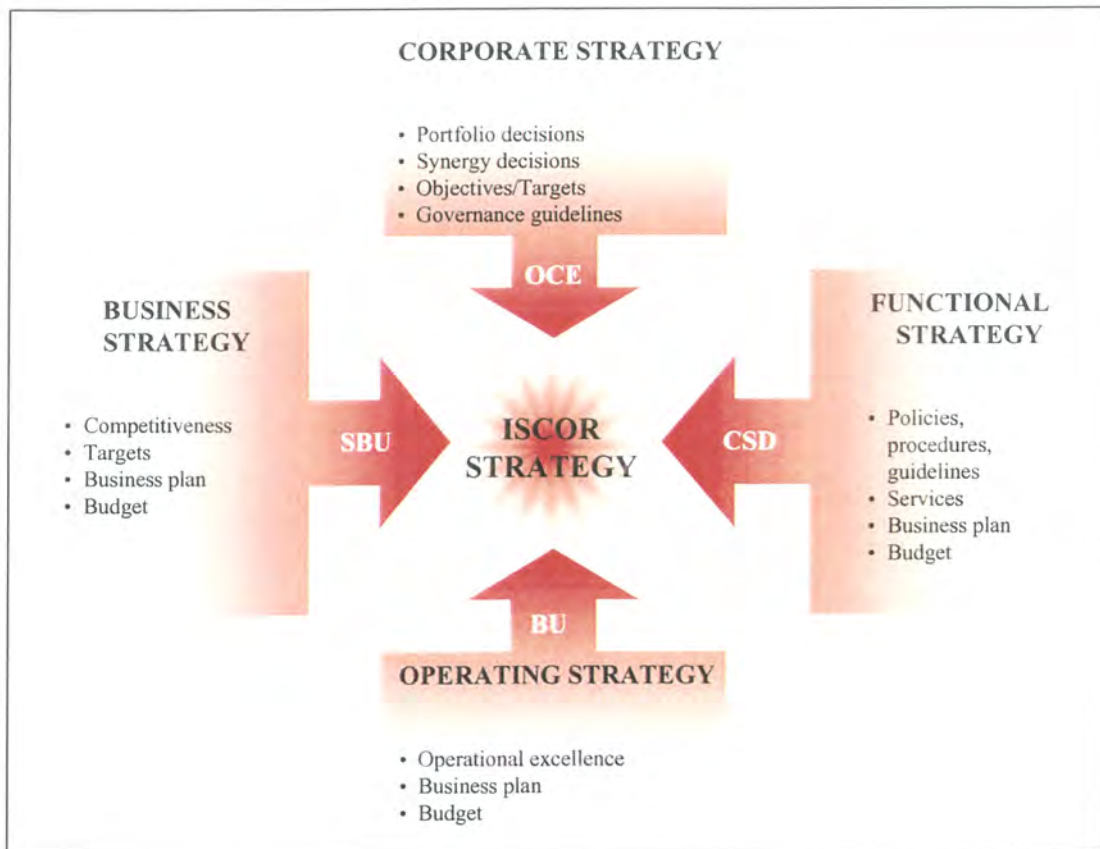 CORPORATE STRATEGY
• Portfolio decisions
• Synergy decisions
• Objectives/Targets
• Governance guidelines
OCE
BUSINESS
STRATEGY
• Competitiveness
• Targets
• Business plan
• Budget
SBU
ISCOR
STRATEGY
CSD
FUNCTIONAL
STRATEGY
• Policies,
procedures,
guidelines
• Services
• Business plan
• Budget
BU
OPERATING STRATEGY
• Operational excellence
• Business plan
• Budget